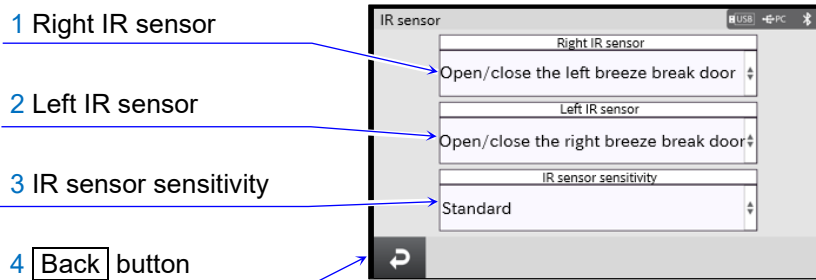 1 Right IR sensor
2 Left IR sensor
3 IR sensor sensitivity
4 Back button
IR sensor
USB PC
Right IR sensor
Open/close the left breeze break door
Left IR sensor
Open/close the right breeze break door
IR sensor sensitivity
Standard